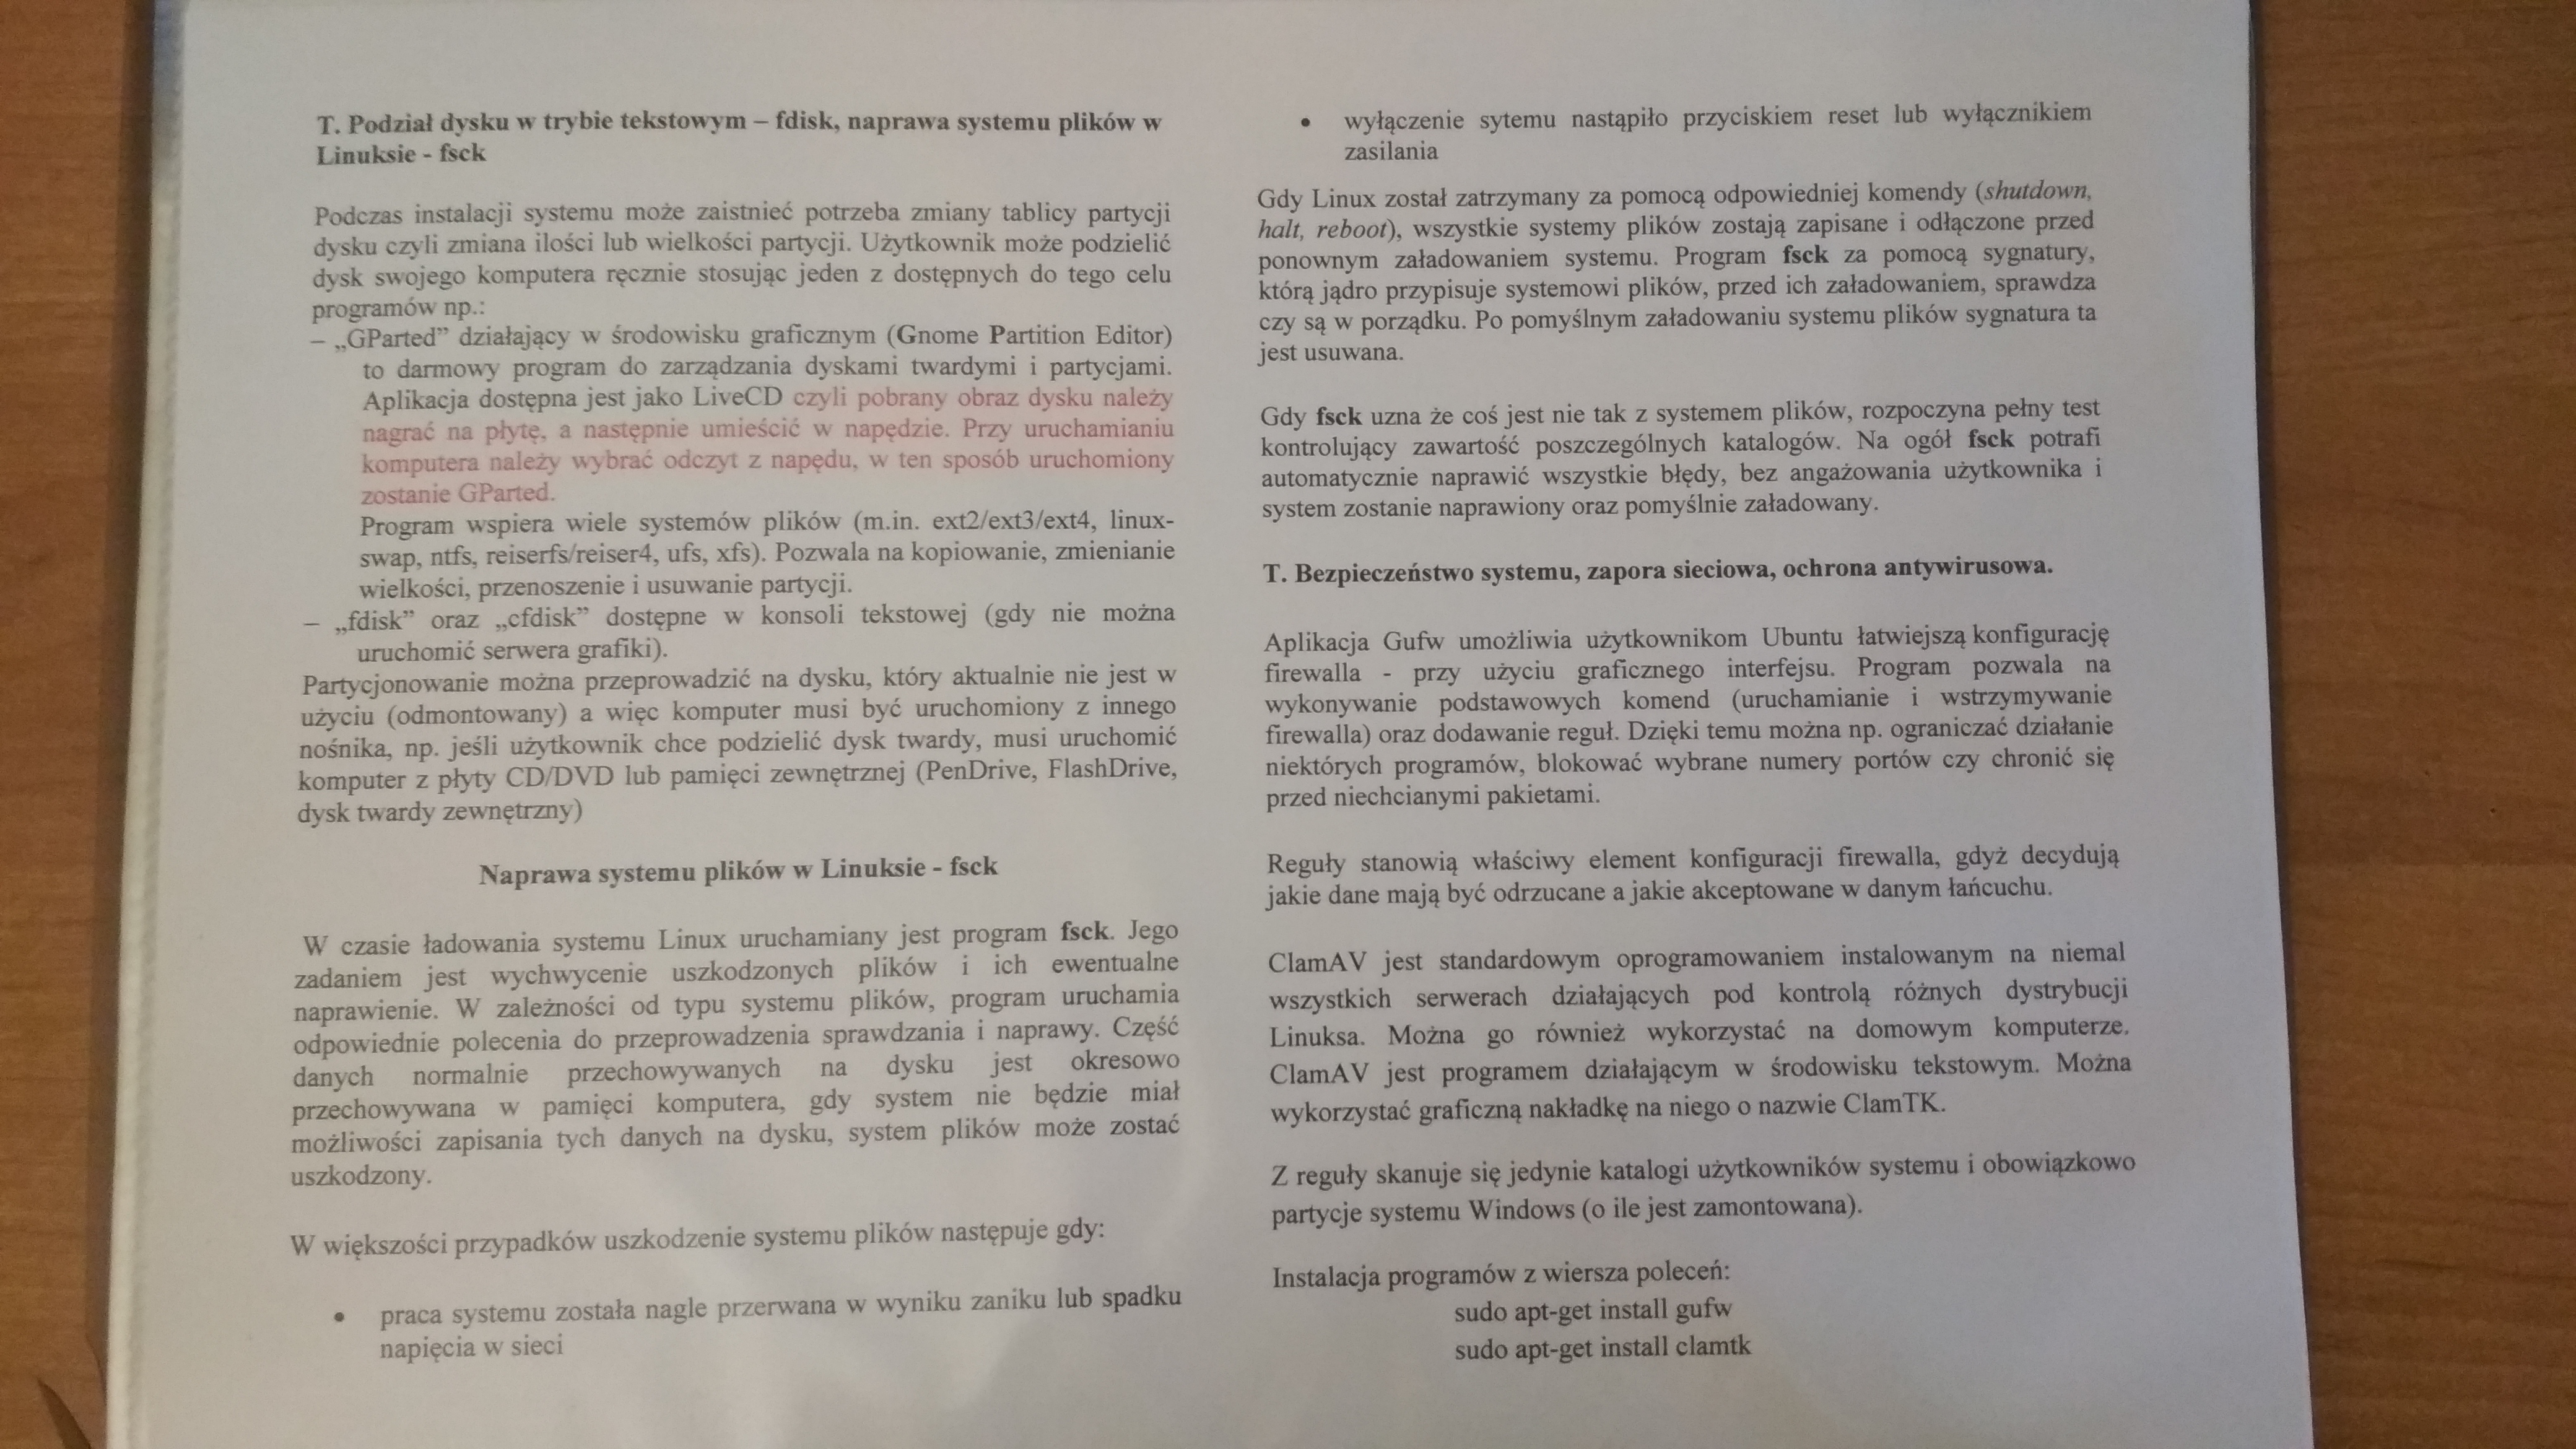 T. Podział dysku w trybie tekstowym – fdisk, naprawa systemu plików w
Linuksie - fsck
Podczas instalacji systemu może zaistnieć potrzeba zmiany tablicy partycji
dysku czyli zmiana ilości lub wielkości partycji. Użytkownik może podzielić
dysk swojego komputera ręcznie stosując jeden z dostępnych do tego celu
programów np.:
– „GParted” działający w środowisku graficznym (Gnome Partition Editor)
to darmowy program do zarządzania dyskami twardymi i partycjami.
Aplikacja dostępna jest jako LiveCD czyli pobrany obraz dysku należy
nagrać na płytę, a następnie umieścić w napędzie. Przy uruchamianiu
komputera należy wybrać odczyt z napędu, w ten sposób uruchomiony
zostanie GParted.
Program wspiera wiele systemów plików (m.in. ext2/ext3/ext4, linux-
swap, ntfs, reiserfs/reiser4, ufs, xfs). Pozwala na kopiowanie, zmienianie
wielkości, przenoszenie i usuwanie partycji.
– „fdisk” oraz „cfdisk” dostępne w konsoli tekstowej (gdy nie można
uruchomić serwera grafiki).
Partycjonowanie można przeprowadzić na dysku, który aktualnie nie jest w
użyciu (odmontowany) a więc komputer musi być uruchomiony z innego
nośnika, np. jeśli użytkownik chce podzielić dysk twardy, musi uruchomić
komputer z płyty CD/DVD lub pamięci zewnętrznej (PenDrive, FlashDrive,
dysk twardy zewnętrzny)
Naprawa systemu plików w Linuksie - fsck
W czasie ładowania systemu Linux uruchamiany jest program fsck. Jego
zadaniem jest wychwycenie uszkodzonych plików i ich ewentualne
naprawienie. W zależności od typu systemu plików, program uruchamia
odpowiednie polecenia do przeprowadzenia sprawdzania i naprawy. Część
danych normalnie przechowywanych na dysku jest okresowo
przechowywana w pamięci komputera, gdy system nie będzie miał
możliwości zapisania tych danych na dysku, system plików może zostać
uszkodzony.
W większości przypadków uszkodzenie systemu plików następuje gdy:
• praca systemu została nagle przerwana w wyniku zaniku lub spadku
napięcia w sieci
• wyłączenie sytemu nastąpiło przyciskiem reset lub wyłącznikiem
zasilania
Gdy Linux został zatrzymany za pomocą odpowiedniej komendy (shutdown,
halt, reboot), wszystkie systemy plików zostają zapisane i odłączone przed
ponownym załadowaniem systemu. Program fsck za pomocą sygnatury,
którą jądro przypisuje systemowi plików, przed ich załadowaniem, sprawdza
czy są w porządku. Po pomyślnym załadowaniu systemu plików sygnatura ta
jest usuwana.
Gdy fsck uzna że coś jest nie tak z systemem plików, rozpoczyna pełny test
kontrolujący zawartość poszczególnych katalogów. Na ogół fsck potrafi
automatycznie naprawić wszystkie błędy, bez angażowania użytkownika i
system zostanie naprawiony oraz pomyślnie załadowany.
T. Bezpieczeństwo systemu, zapora sieciowa, ochrona antywirusowa.
Aplikacja Gufw umożliwia użytkownikom Ubuntu łatwiejszą konfigurację
firewalla - przy użyciu graficznego interfejsu. Program pozwala na
wykonywanie podstawowych komend (uruchamianie i wstrzymywanie
firewalla) oraz dodawanie reguł. Dzięki temu można np. ograniczać działanie
niektórych programów, blokować wybrane numery portów czy chronić się
przed niechcianymi pakietami.
Reguły stanowią właściwy element konfiguracji firewalla, gdyż decydują
jakie dane mają być odrzucane a jakie akceptowane w danym łańcuchu.
ClamAV jest standardowym oprogramowaniem instalowanym na niemal
wszystkich serwerach działających pod kontrolą różnych dystrybucji
Linuksa. Można go również wykorzystać na domowym komputerze.
ClamAV jest programem działającym w środowisku tekstowym. Można
wykorzystać graficzną nakładkę na niego o nazwie ClamTK.
Z reguły skanuje się jedynie katalogi użytkowników systemu i obowiązkowo
partycje systemu Windows (o ile jest zamontowana).
Instalacja programów z wiersza poleceń:
sudo apt-get install gufw
sudo apt-get install clamtk